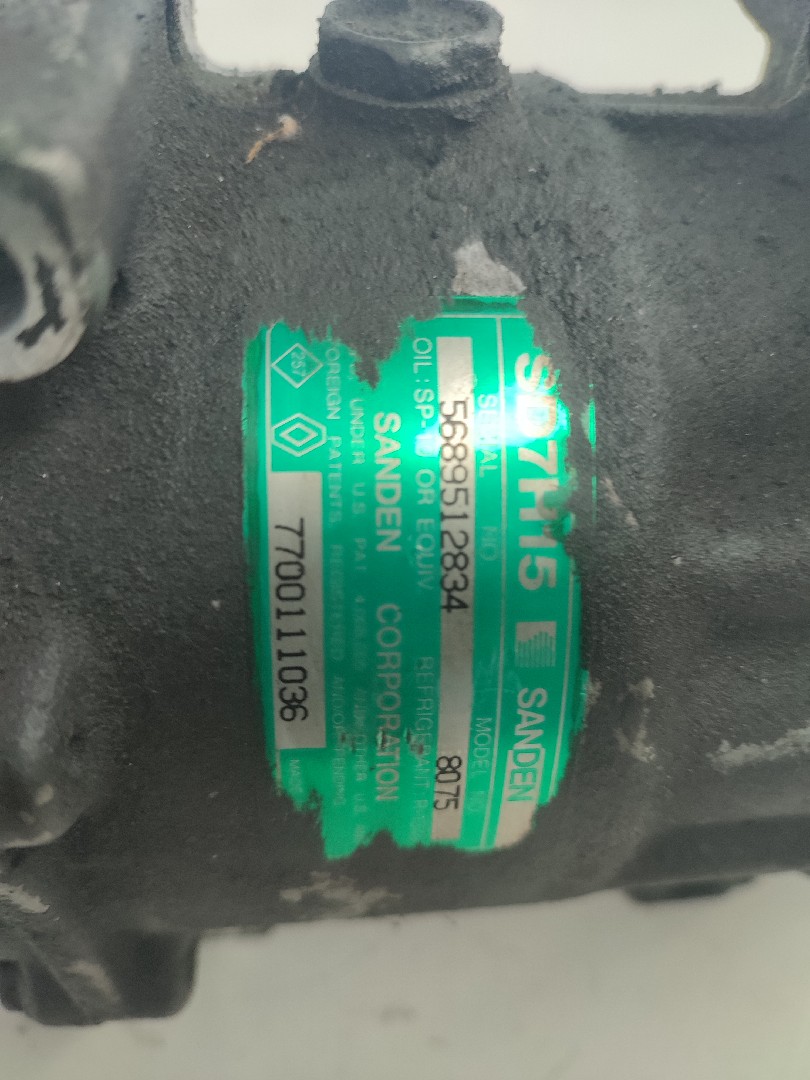 SD7H15 SANDEN
SERIAL NO MODEL NO
5689512834 8075
OIL: SP- OR EQUIV REFRIGERANT
SANDEN CORPORATION
UNDER U.S. PAT
FOREIGN PATENTS
257
7700111036